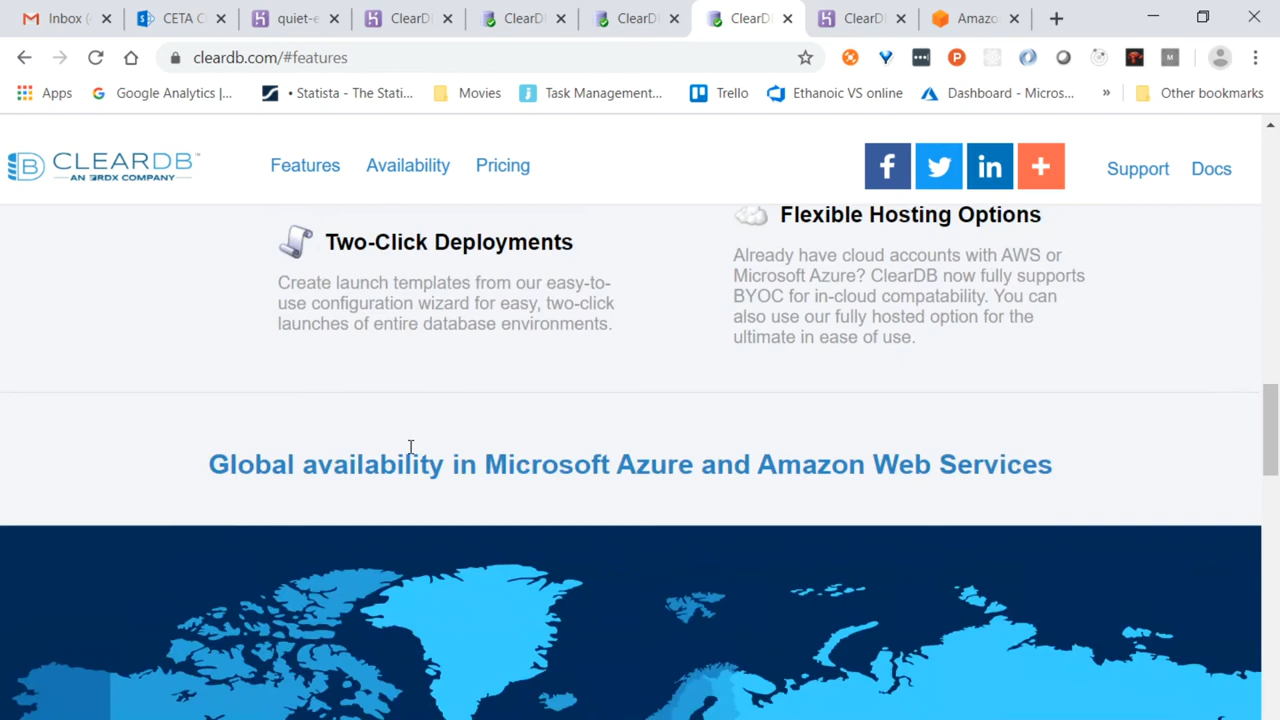 Inbox (
CETA C
quiet-e
ClearD
ClearD
ClearD
ClearD
ClearD
Amazo
cleardb.com/#features
Apps
Google Analytics |...
• Statista - The Stati...
Movies
Task Management...
Trello
Ethanoic VS online
Dashboard - Micros...
»
Other bookmarks
CLEARDB™
AN RDX COMPANY
Features
Availability
Pricing
Support
Docs
Two-Click Deployments
Create launch templates from our easy-to-
use configuration wizard for easy, two-click
launches of entire database environments.
Flexible Hosting Options
Already have cloud accounts with AWS or
Microsoft Azure? ClearDB now fully supports
BYOC for in-cloud compatability. You can
also use our fully hosted option for the
ultimate in ease of use.
Global availability in Microsoft Azure and Amazon Web Services